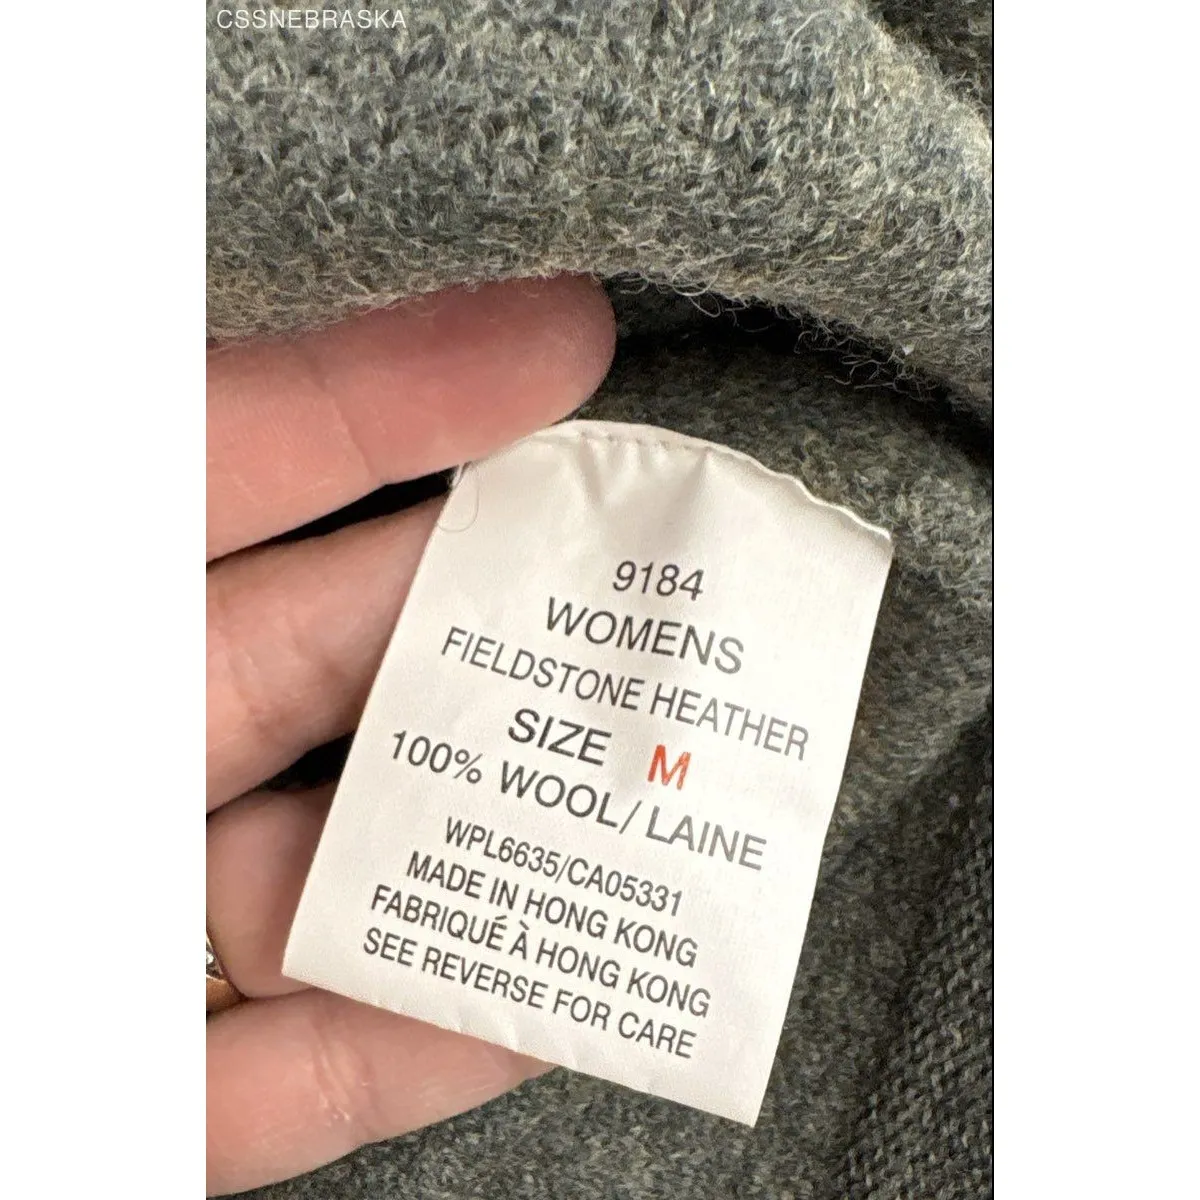 CSSNEBRASKA
9184
WOMENS
FIELDSTONE HEATHER
SIZE M
100% WOOL/LAINE
WPL6635/CA05331
MADE IN HONG KONG
FABRIQUÉ À HONG KONG
SEE REVERSE FOR CARE